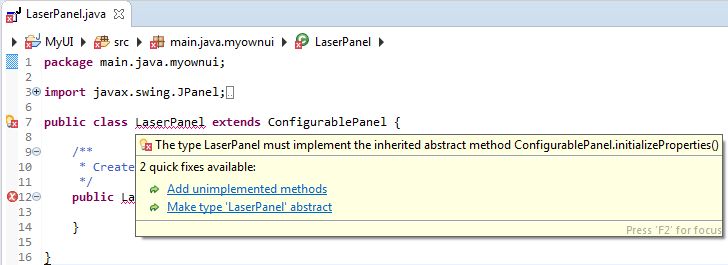 LaserPanel.java
MyUI src main.java.myownui LaserPanel
1 package main.java.myownui;
2
3 import javax.swing.JPanel;
6
7 public class LaserPanel extends ConfigurablePanel {
8
The type LaserPanel must implement the inherited abstract method ConfigurablePanel.initializeProperties()
2 quick fixes available:
Add unimplemented methods
Make type 'LaserPanel' abstract
Press 'F2' for focus
9 /**
10 * Create
11 */
12 public La
13
14 }
15
16 }